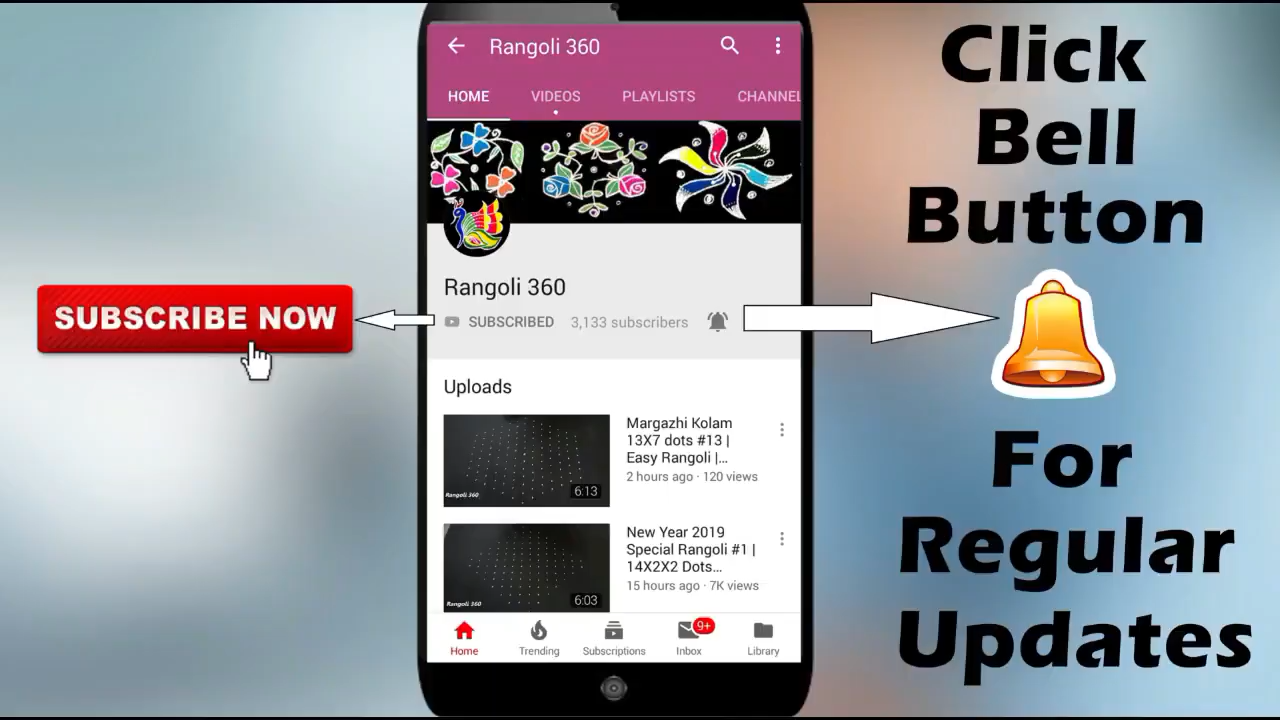 Rangoli 360
HOME VIDEOS PLAYLISTS CHANNEL
Rangoli 360
SUBSCRIBED 3,133 subscribers
Uploads
Margazhi Kolam
13X7 dots #13 |
Easy Rangoli |...
2 hours ago · 120 views
6:13
Rangoli 360
New Year 2019
Special Rangoli #1 |
14X2X2 Dots...
15 hours ago · 7K views
6:03
Rangoli 360
Home Trending Subscriptions Inbox Library
9+
SUBSCRIBE NOW
Click
Bell
Button
For
Regular
Updates